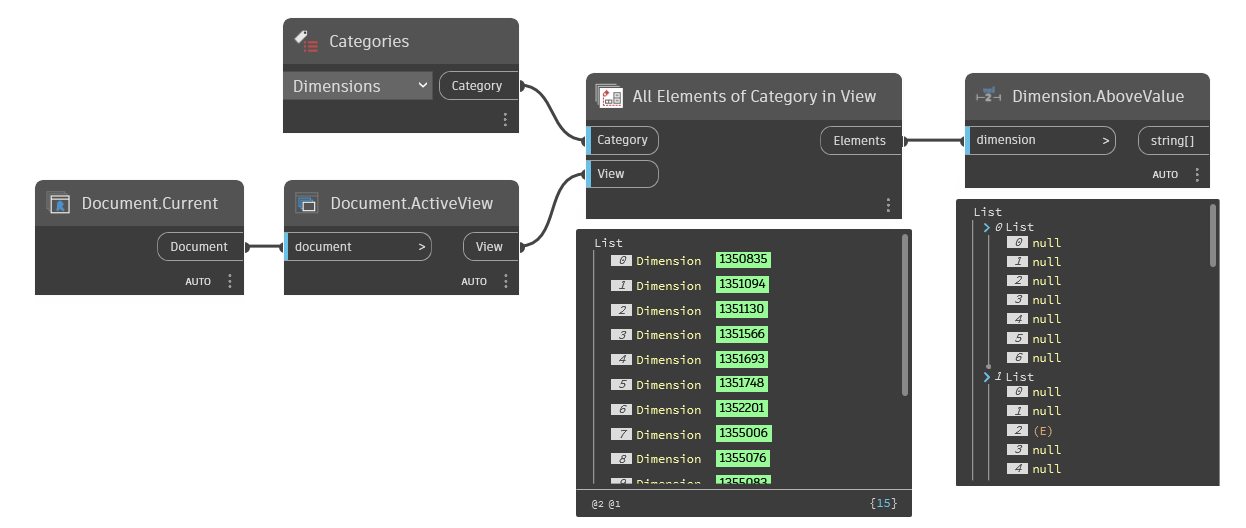 Categories
Dimensions
Category
All Elements of Category in View
Category
View
Elements
Dimension.AboveValue
dimension
>
string[]
AUTO
Document.Current
Document
AUTO
Document.ActiveView
document
>
View
AUTO
List
0 Dimension 1350835
1 Dimension 1351094
2 Dimension 1351130
3 Dimension 1351566
4 Dimension 1351693
5 Dimension 1351748
6 Dimension 1352201
7 Dimension 1355006
8 Dimension 1355076
9 Dimension 1355083
@2 @1
{15}
List
0 List
0 null
1 null
2 null
3 null
4 null
5 null
6 null
1 List
0 null
1 null
2 (E)
3 null
4 null